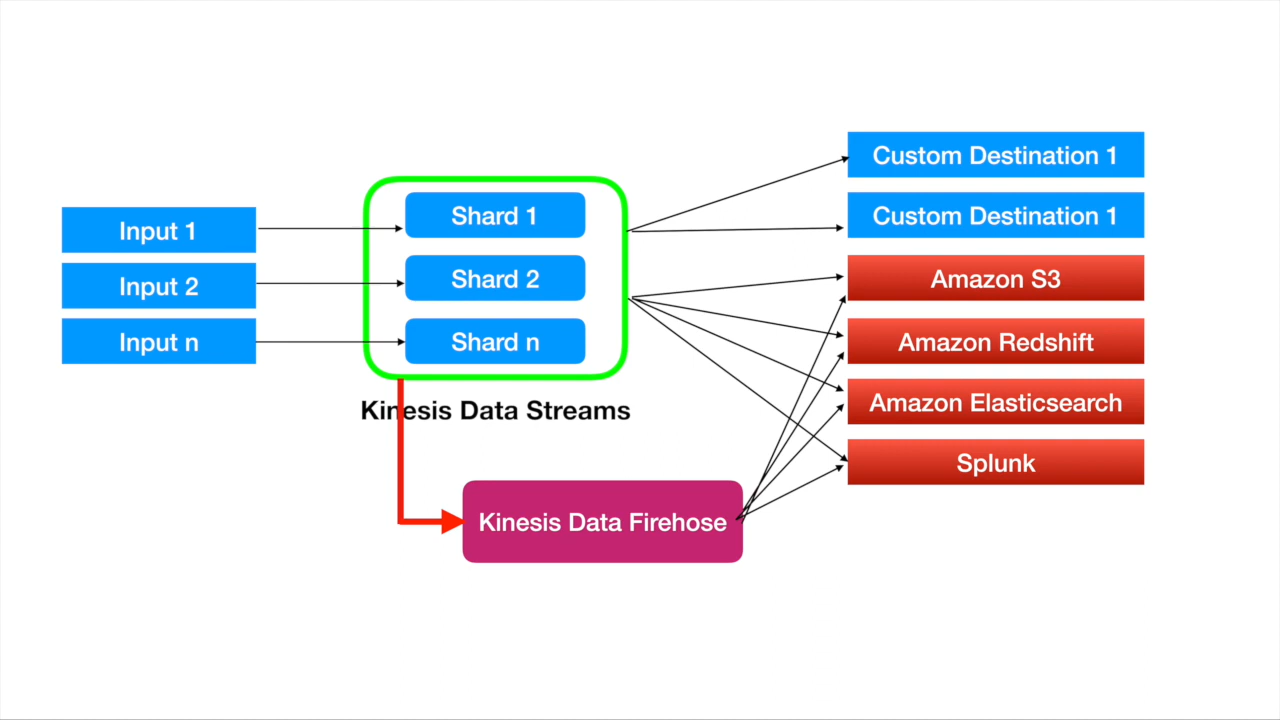 Input 1
Input 2
Input n
Shard 1
Shard 2
Shard n
Kinesis Data Streams
Kinesis Data Firehose
Custom Destination 1
Custom Destination 1
Amazon S3
Amazon Redshift
Amazon Elasticsearch
Splunk